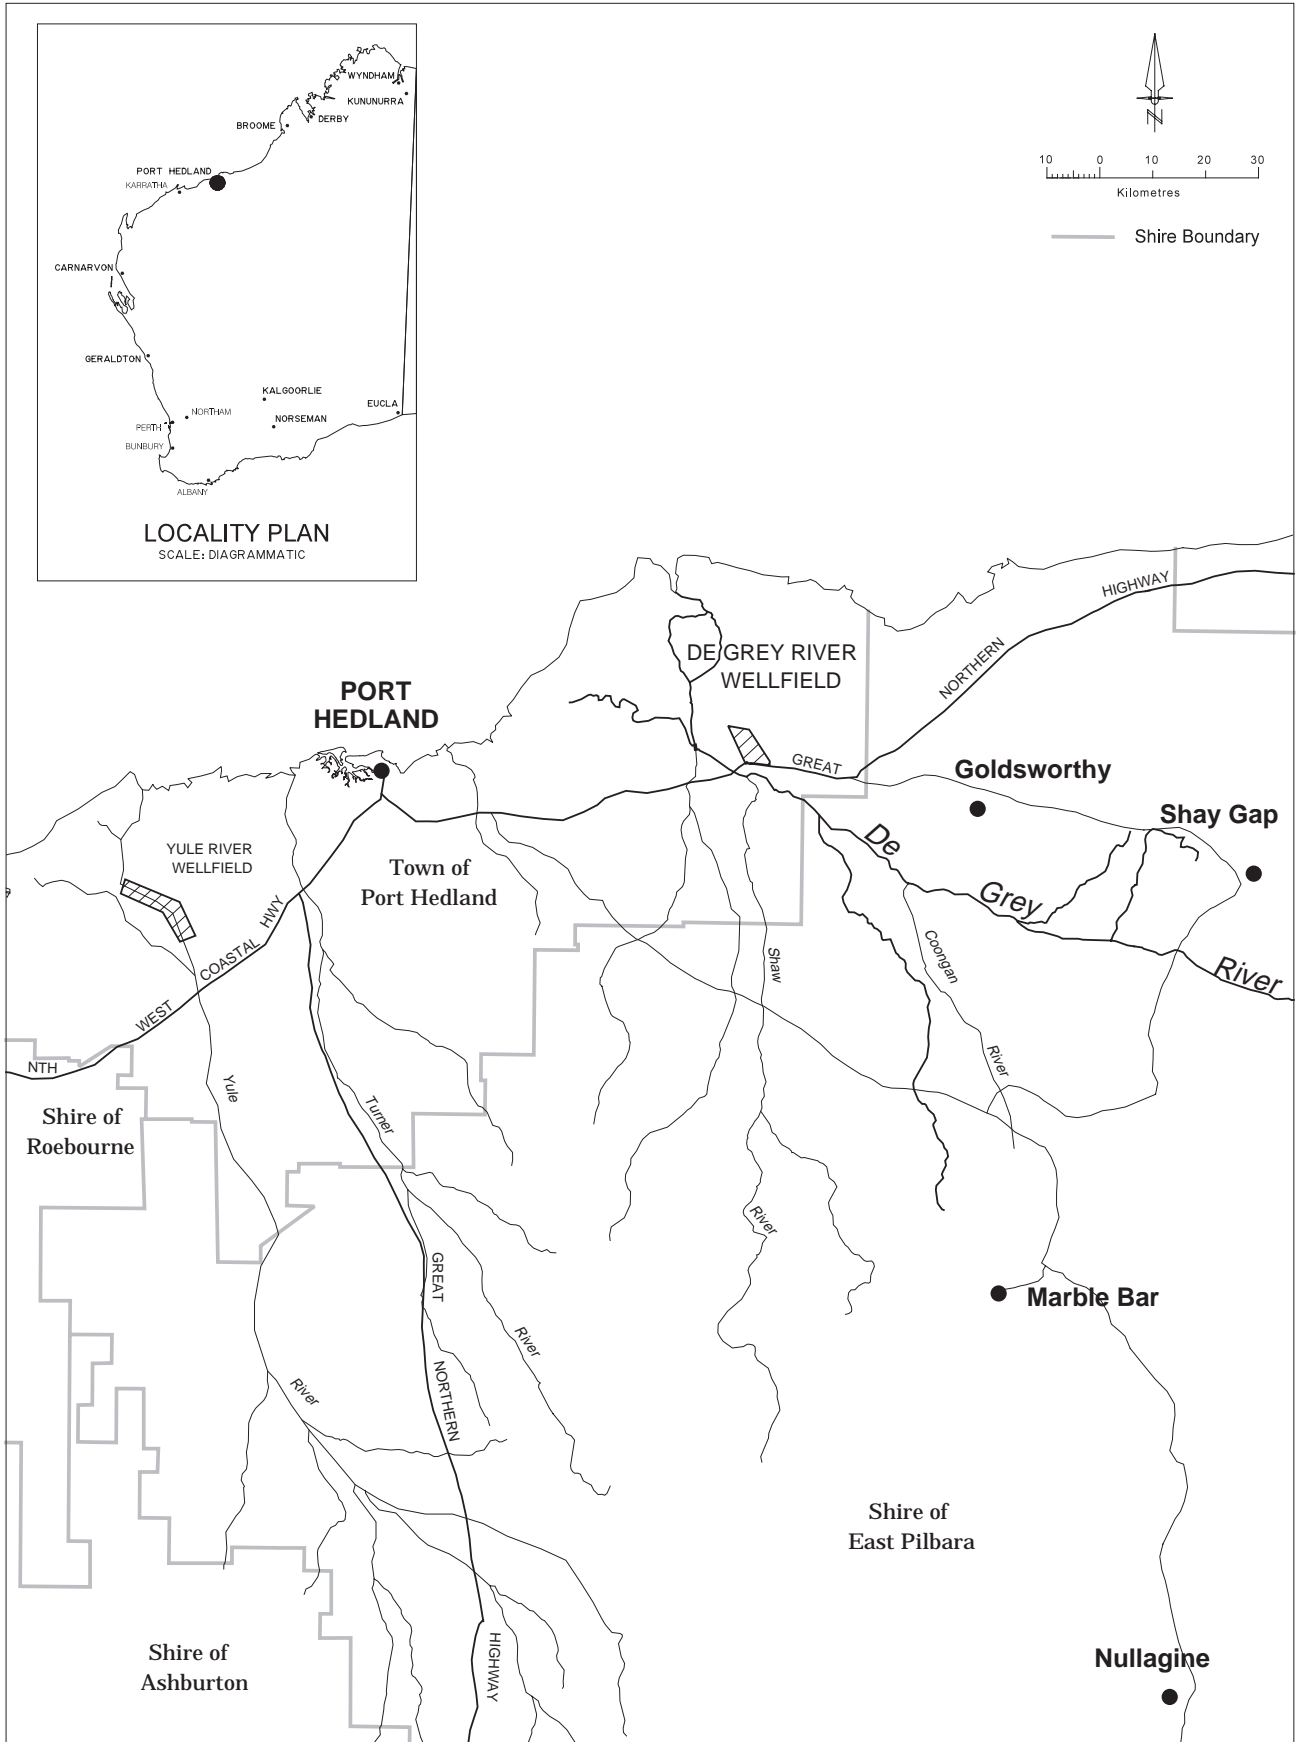 WYNDHAM
KUNUNURRA
DERBY
BROOME
PORT HEDLAND
KARRATHA
CARNARVON
GERALDTON
KALGOORLIE
EUCLA
NORTHAM
NORSEMAN
PERTH
BUNBURY
ALBANY
LOCALITY PLAN
SCALE: DIAGRAMMATIC
N
10 0 10 20 30
Kilometres
Shire Boundary
HIGHWAY
NORTHERN
GREAT
DE GREY RIVER
WELLFIELD
PORT
HEDLAND
Goldsworthy
Shay Gap
YULE RIVER
WELLFIELD
Town of
Port Hedland
De
Grey
River
HWY
COASTAL
WEST
NTH
Shaw
Coongan
River
Yule
Turner
Shire of
Roebourne
River
GREAT
Marble Bar
River
River
NORTHERN
Shire of
East Pilbara
Shire of
Ashburton
HIGHWAY
Nullagine